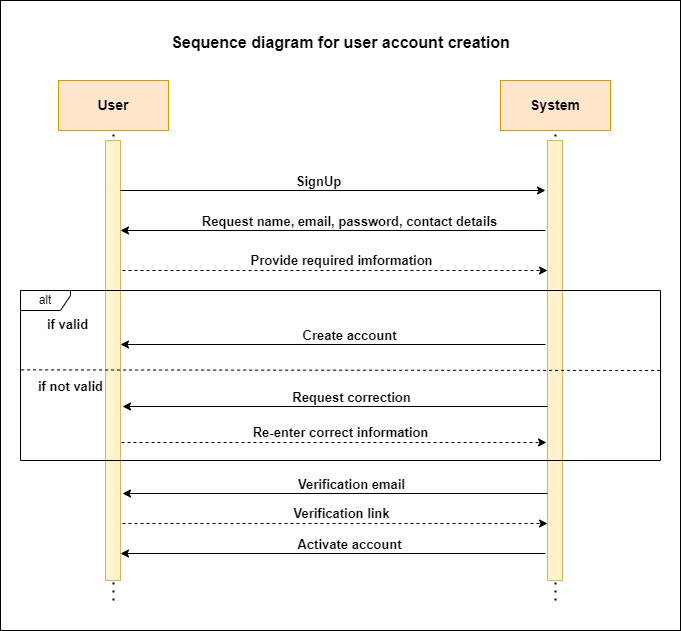 Sequence diagram for user account creation
User
System
SignUp
Request name, email, password, contact details
Provide required imformation
alt
if valid
Create account
if not valid
Request correction
Re-enter correct information
Verification email
Verification link
Activate account